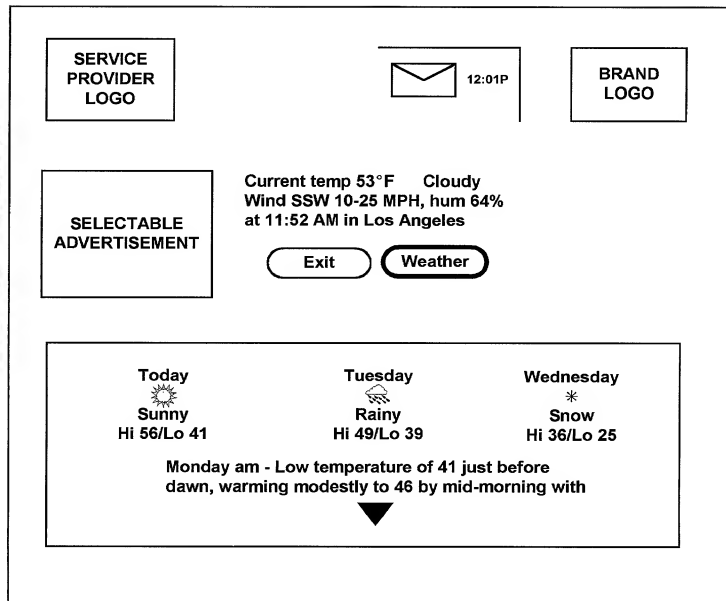 SERVICE
PROVIDER
LOGO
12:01P
BRAND
LOGO
SELECTABLE
ADVERTISEMENT
Current temp 53°F Cloudy
Wind SSW 10-25 MPH, hum 64%
at 11:52 AM in Los Angeles
Exit Weather
Today Tuesday Wednesday
Sunny Rainy Snow
Hi 56/Lo 41 Hi 49/Lo 39 Hi 36/Lo 25
Monday am - Low temperature of 41 just before
dawn, warming modestly to 46 by mid-morning with